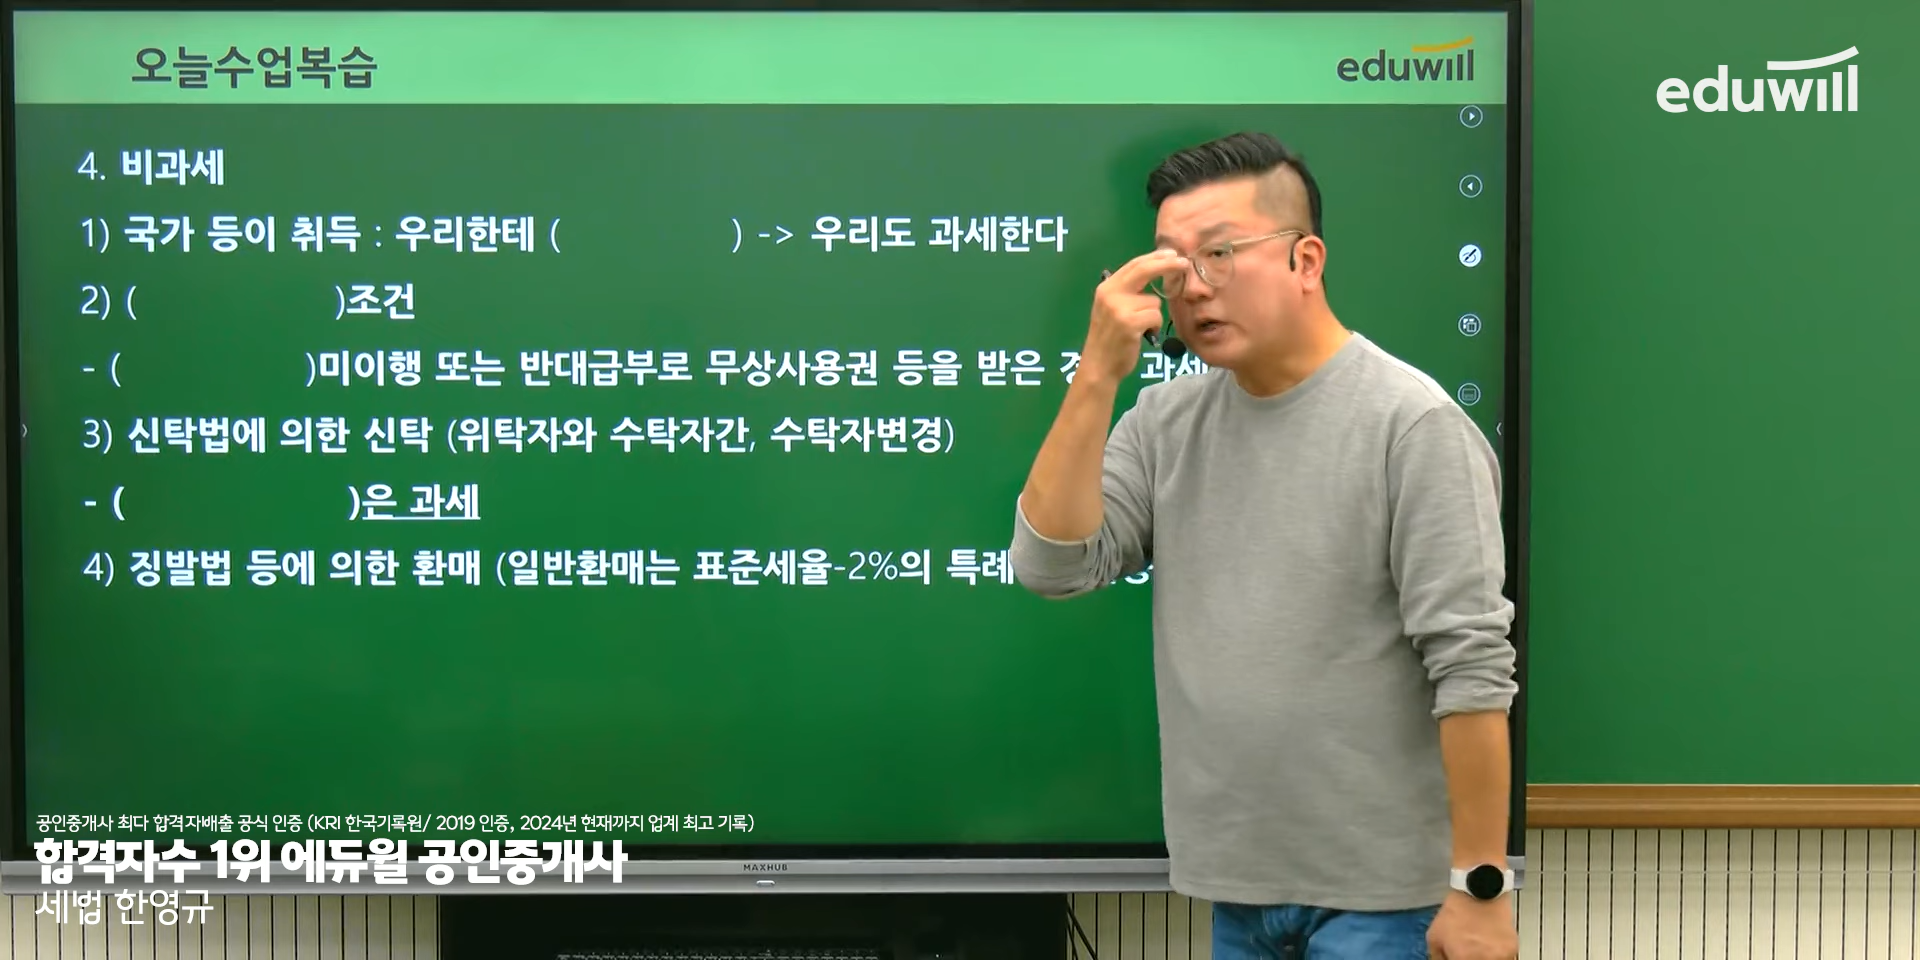 오늘수업복습
eduwill
eduwill
4. 비과세
1) 국가 등이 취득 : 우리한테 ( ) -> 우리도 과세한다
2) ( )조건
- ( )미이행 또는 반대급부로 무상사용권 등을 받은 과세
3) 신탁법에 의한 신탁 (위탁자와 수탁자간, 수탁자변경)
- ( )은 과세
4) 징발법 등에 의한 환매 (일반환매는 표준세율-2%의 특례
MAXHUB
공인중개사 최다 합격자배출 공식 인증 (KRI 한국기록원/ 2019 인증, 2024년 현재까지 업계 최고 기록)
합격자수 1위 에듀윌 공인중개사
세법 한영규